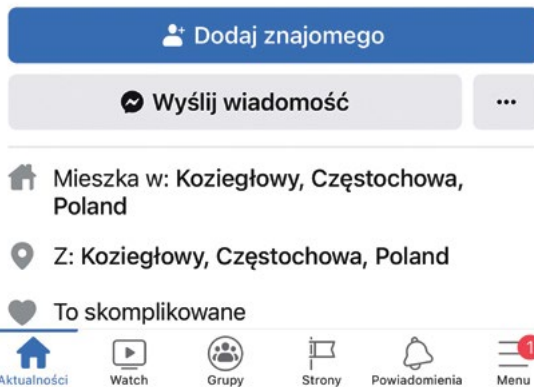 Dodaj znajomego
Wyślij wiadomość
...
Mieszka w: Koziegłowy, Częstochowa,
Poland
Z: Koziegłowy, Częstochowa, Poland
To skomplikowane
1
Aktualności Watch Grupy Strony Powiadomienia Menu